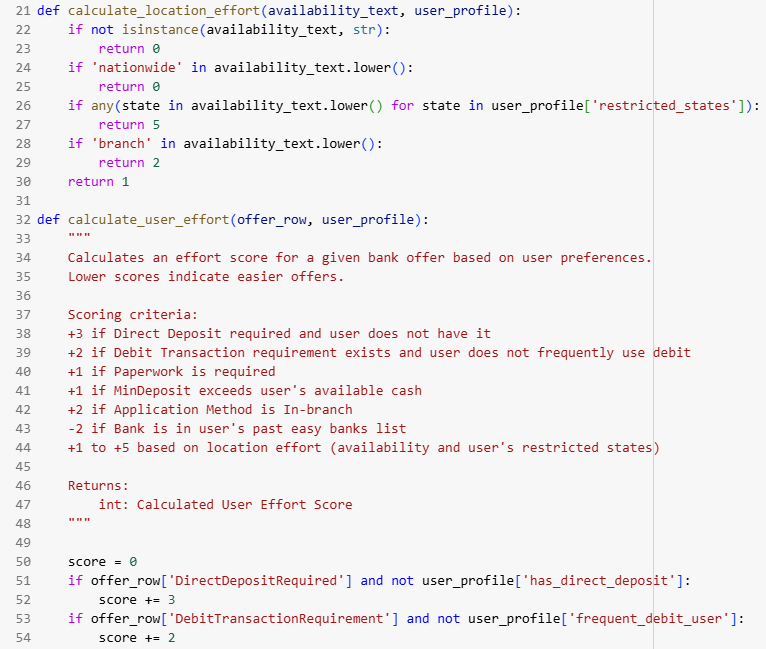 21 def calculate_location_effort(availability_text, user_profile):
22     if not isinstance(availability_text, str):
23         return 0
24     if 'nationwide' in availability_text.lower():
25         return 0
26     if any(state in availability_text.lower() for state in user_profile['restricted_states']):
27         return 5
28     if 'branch' in availability_text.lower():
29         return 2
30     return 1
31
32 def calculate_user_effort(offer_row, user_profile):
33     """
34     Calculates an effort score for a given bank offer based on user preferences.
35     Lower scores indicate easier offers.
36
37     Scoring criteria:
38     +3 if Direct Deposit required and user does not have it
39     +2 if Debit Transaction requirement exists and user does not frequently use debit
40     +1 if Paperwork is required
41     +1 if MinDeposit exceeds user's available cash
42     +2 if Application Method is In-branch
43     -2 if Bank is in user's past easy banks list
44     +1 to +5 based on location effort (availability and user's restricted states)
45
46     Returns:
47         int: Calculated User Effort Score
48     """
49
50     score = 0
51     if offer_row['DirectDepositRequired'] and not user_profile['has_direct_deposit']:
52         score += 3
53     if offer_row['DebitTransactionRequirement'] and not user_profile['frequent_debit_user']:
54         score += 2